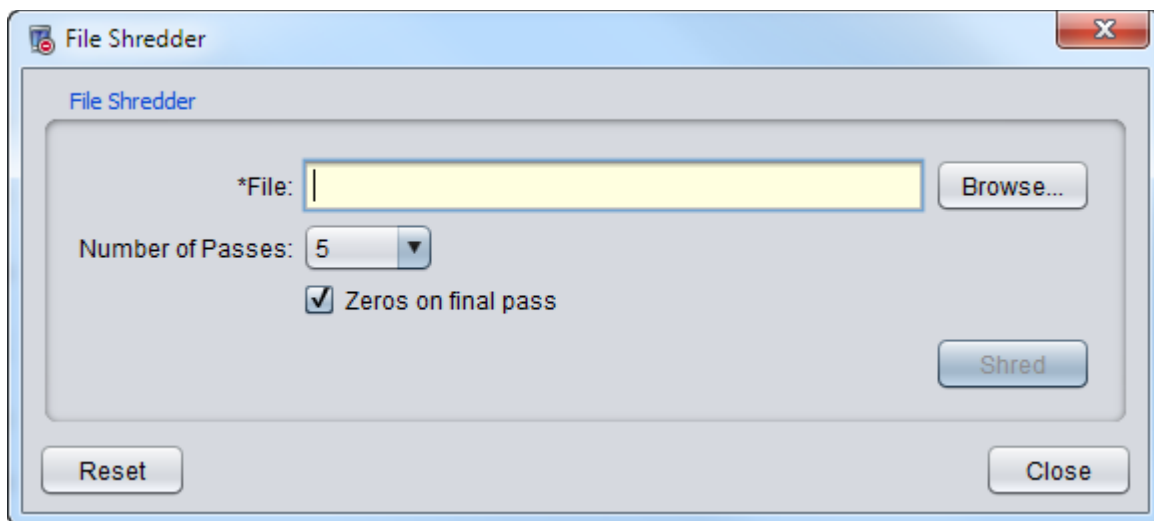 File Shredder
File Shredder
*File:
Browse...
Number of Passes: 5
Zeros on final pass
Shred
Reset
Close